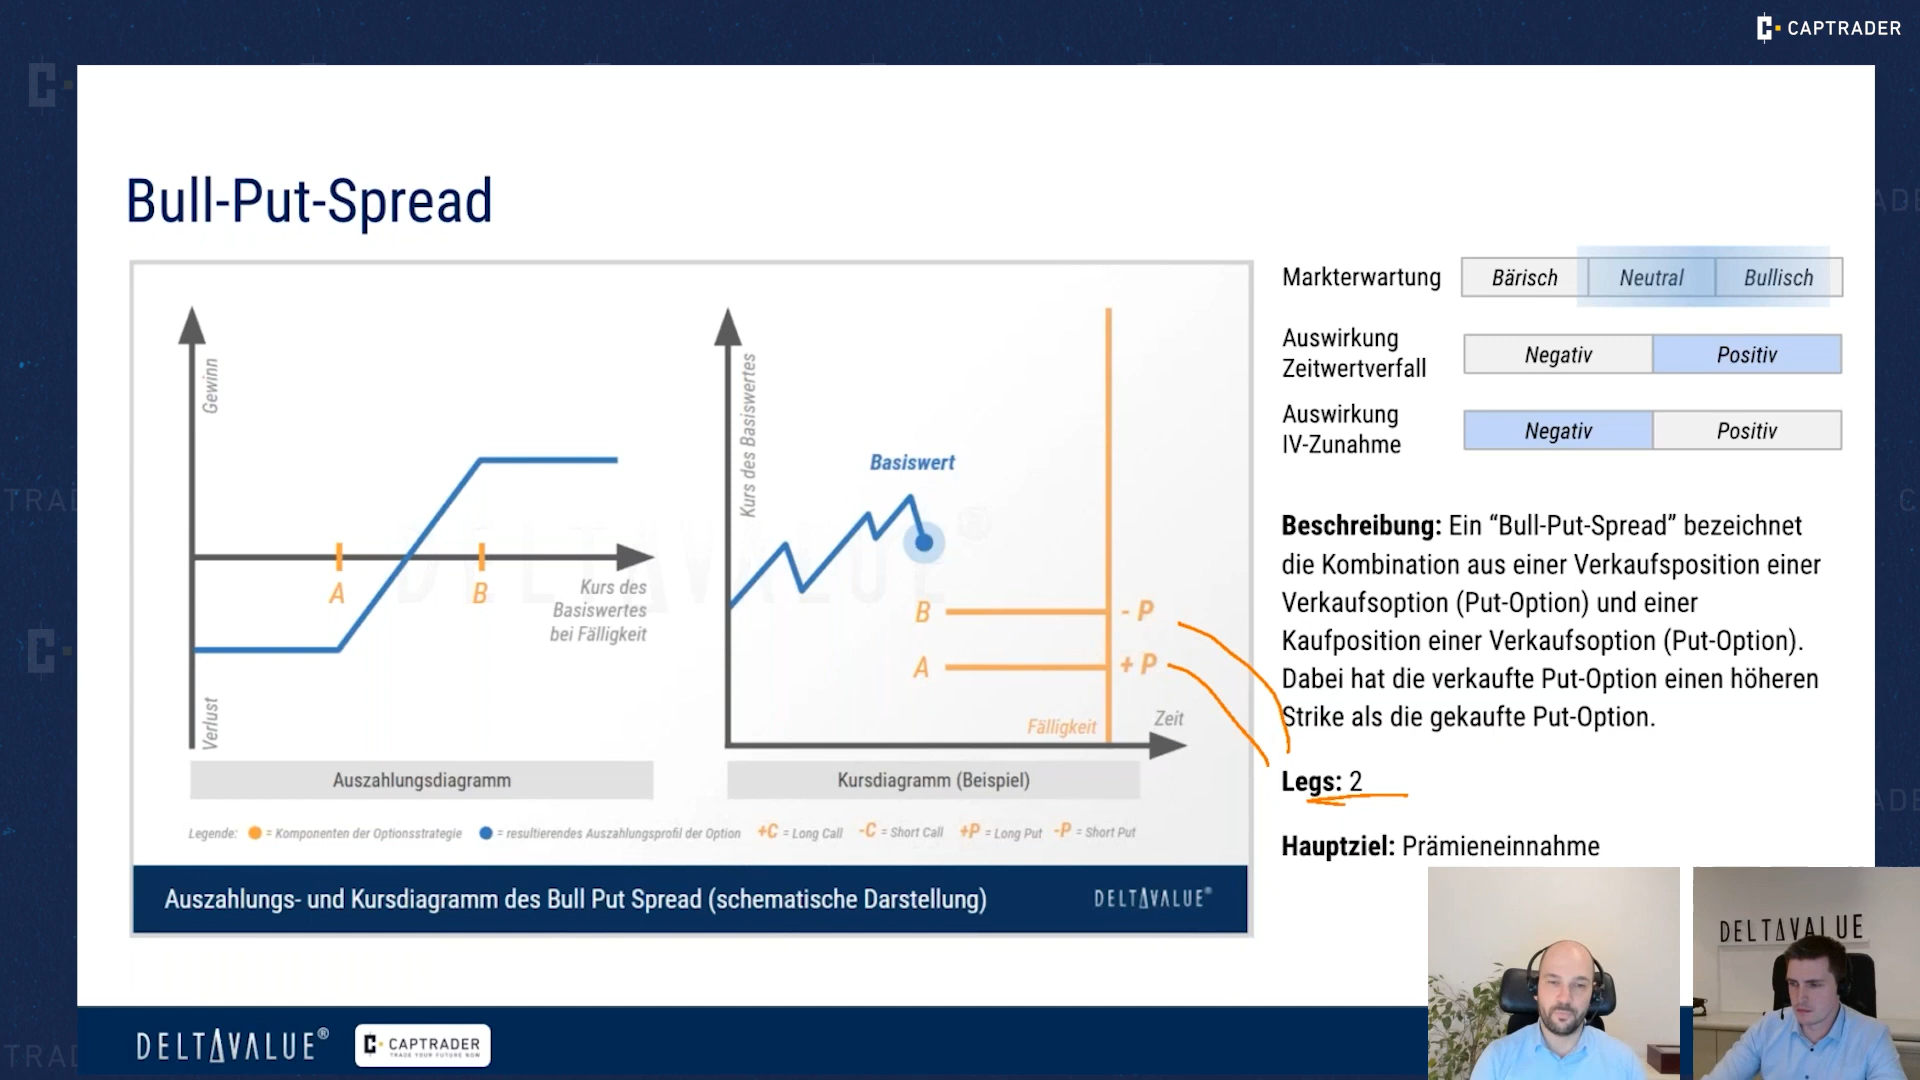 CAPTRADER
Bull-Put-Spread
Gewinn
Verlust
A
B
Kurs des
Basiswertes
bei Fälligkeit
Auszahlungsdiagramm
Kurs des Basiswertes
Basiswert
B
- P
A
+ P
Fälligkeit
Zeit
Kursdiagramm (Beispiel)
Legende: = Komponenten der Optionsstrategie = resultierendes Auszahlungsprofil der Option +C = Long Call -C = Short Call +P = Long Put -P = Short Put
Auszahlungs- und Kursdiagramm des Bull Put Spread (schematische Darstellung)
DELTAVALUE®
Markterwartung Bärisch Neutral Bullisch
Auswirkung
Zeitwertverfall
Negativ Positiv
Auswirkung
IV-Zunahme
Negativ Positiv
Beschreibung: Ein “Bull-Put-Spread” bezeichnet
die Kombination aus einer Verkaufsposition einer
Verkaufsoption (Put-Option) und einer
Kaufposition einer Verkaufsoption (Put-Option).
Dabei hat die verkaufte Put-Option einen höheren
Strike als die gekaufte Put-Option.
Legs: 2
Hauptziel: Prämieneinnahme
DELTAVALUE
DELTAVALUE®
CAPTRADER
TRADE YOUR FUTURE NOW